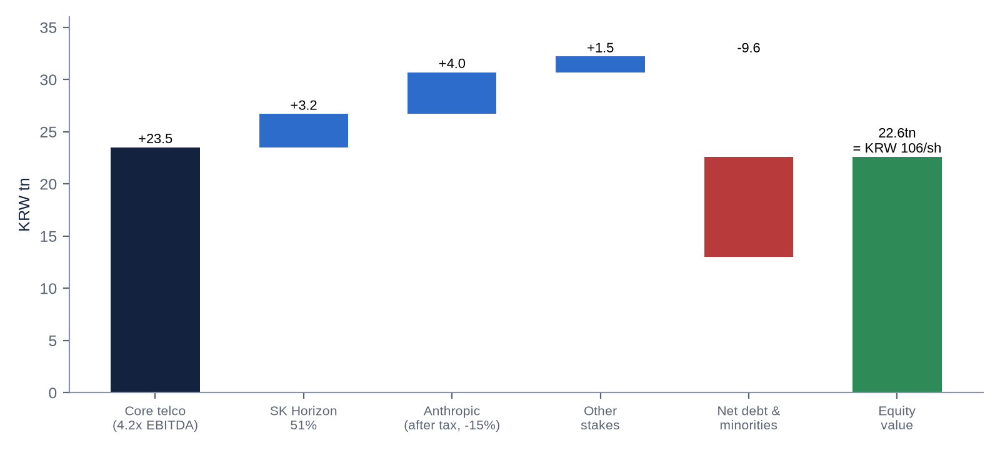 35
30
25
20
15
10
5
0
KRW tn
+23.5
+3.2
+4.0
+1.5
-9.6
22.6tn
= KRW 106/sh
Core telco
(4.2x EBITDA)
SK Horizon
51%
Anthropic
(after tax, -15%)
Other
stakes
Net debt &
minorities
Equity
value